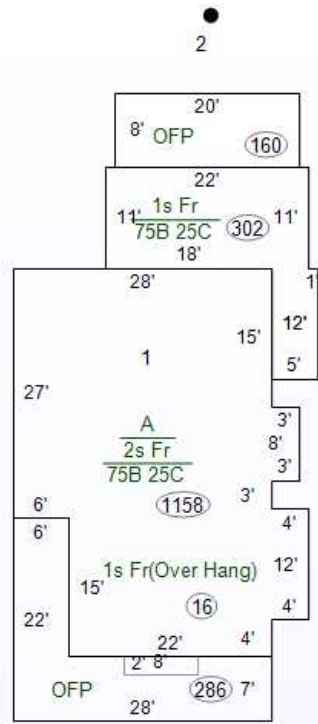 2
20'
8' OFP 160
22'
11' 1s Fr 11'
75B 25C 302
18'
28' 1'
15' 12'
1 5'
27'
3'
A 8'
2s Fr 3'
75B 25C
3'
6' 1158
6' 4'
1s Fr(Over Hang) 12'
15'
16
22' 4'
22' 4'
2' 8'
OFP 286 7'
28'